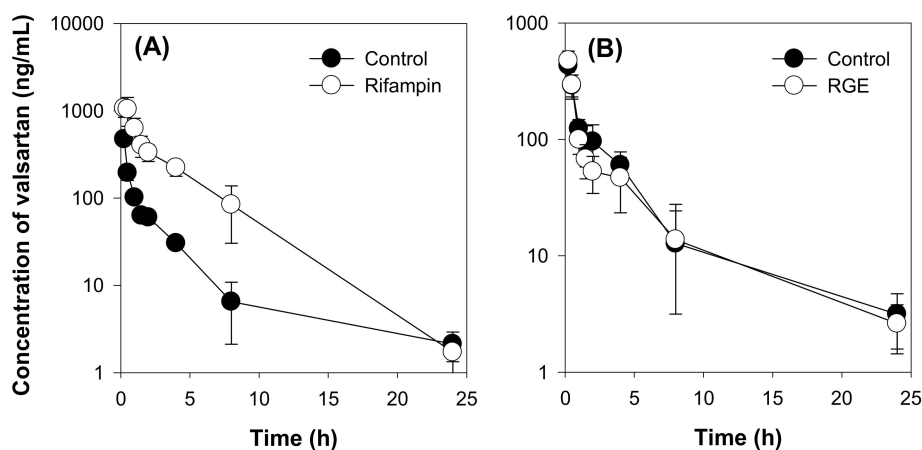 Concentration of valsartan (ng/mL)
10000
1000
100
10
1
(A)
Control
Rifampin
0 5 10 15 20 25
Time (h)
1000
100
10
1
(B)
Control
RGE
0 5 10 15 20 25
Time (h)